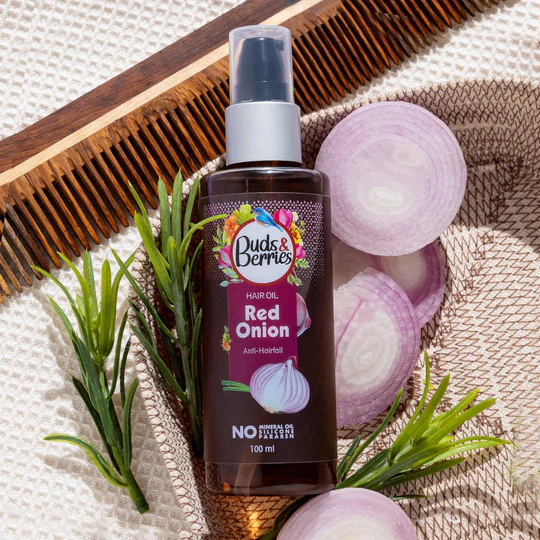 Buds &
Berries
HAIR OIL
Red
Onion
Anti-Hairfall
NO MINERAL OIL
SILICONE
PARABEN
100 ml